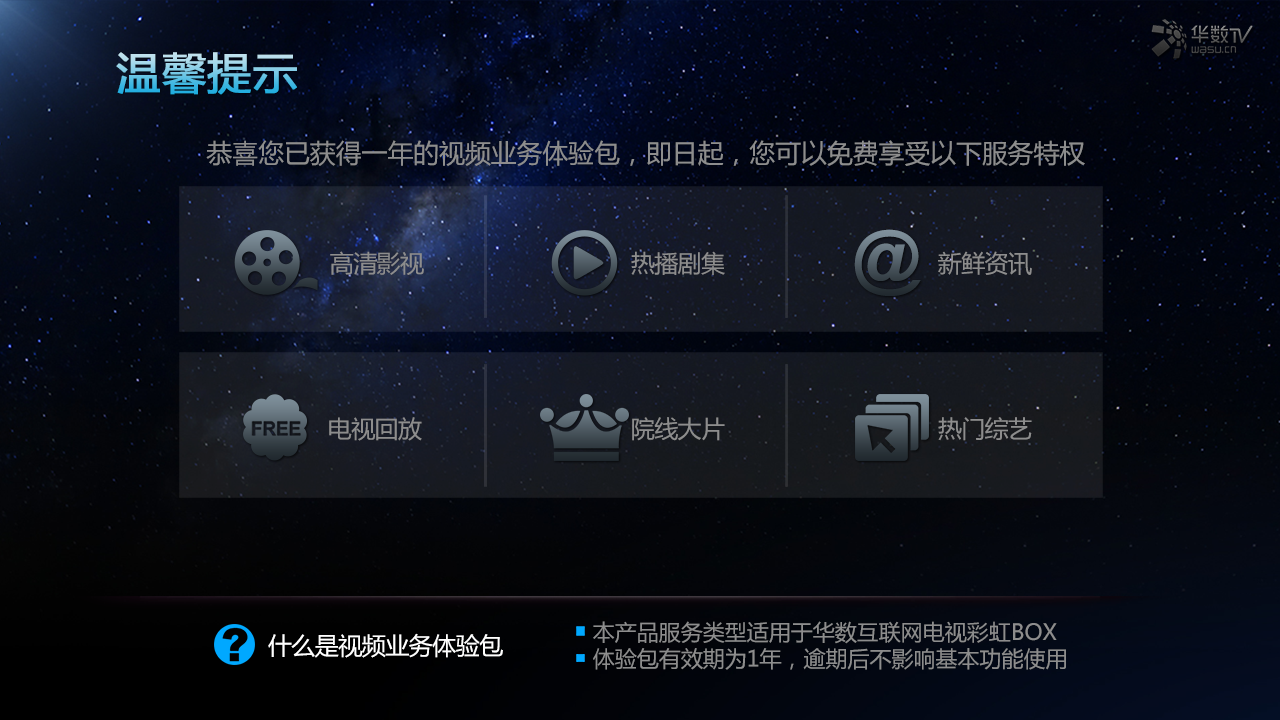 华数TV
wasu.cn
温馨提示
恭喜您已获得一年的视频业务体验包，即日起，您可以免费享受以下服务特权
高清影视
热播剧集
@ 新鲜资讯
FREE 电视回放
院线大片
热门综艺
? 什么是视频业务体验包
本产品服务类型适用于华数互联网电视彩虹BOX
体验包有效期为1年，逾期后不影响基本功能使用